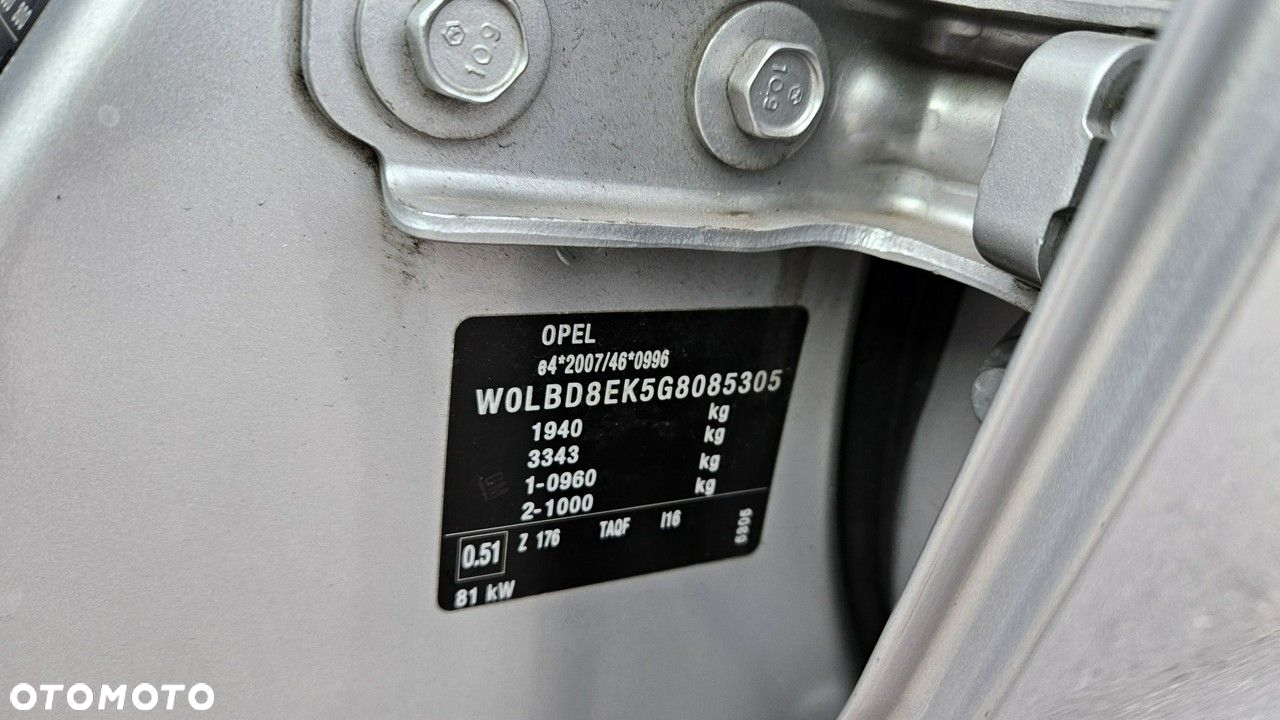 109
109
OPEL
e4*2007/46*0996
W0LBD8EK5G8085305
1940 kg
3343 kg
1-0960 kg
2-1000 kg
0.51 Z 176 TAQF I16
81 kW
OTOMOTO